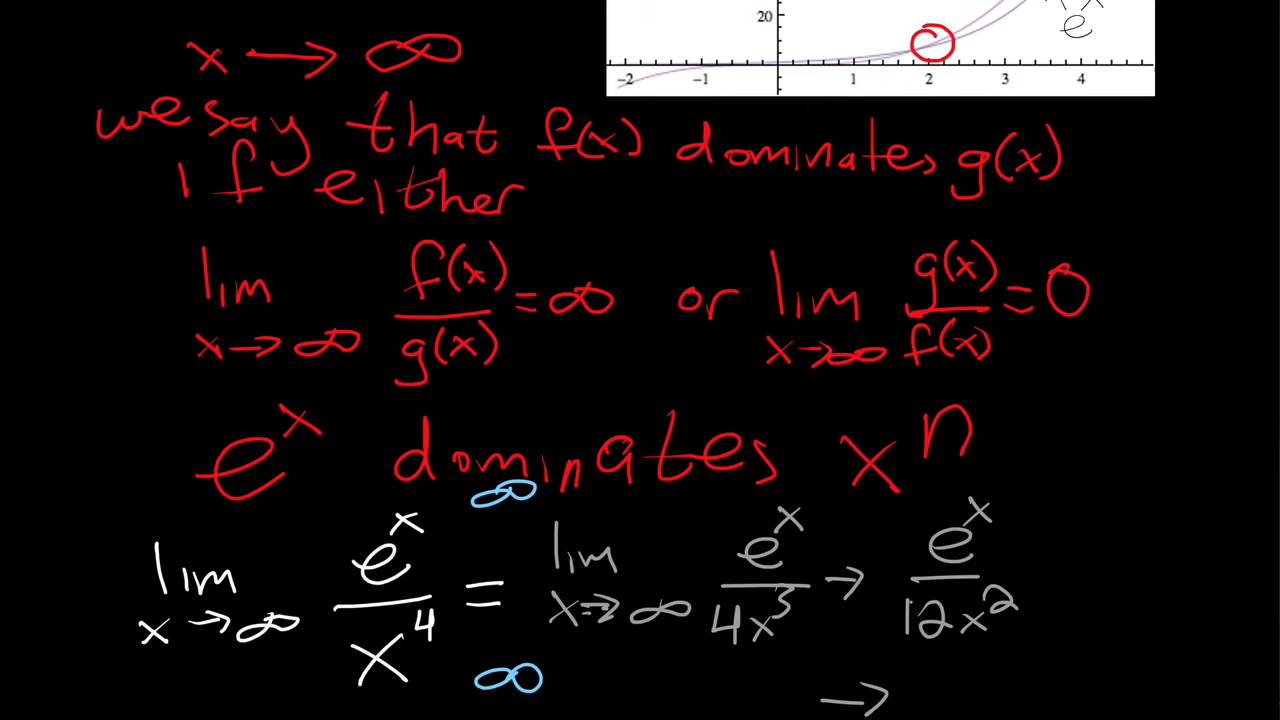 20
e
-2 -1 1 2 3 4
x → ∞
we say that f(x) dominates g(x)
if either
lim x→∞ f(x)/g(x) = ∞ or lim x→∞ g(x)/f(x) = 0
e^x dominates x^n
∞
lim x→∞ e^x/x^4 = lim x→∞ e^x/4x^3 → e^x/12x^2
∞
→